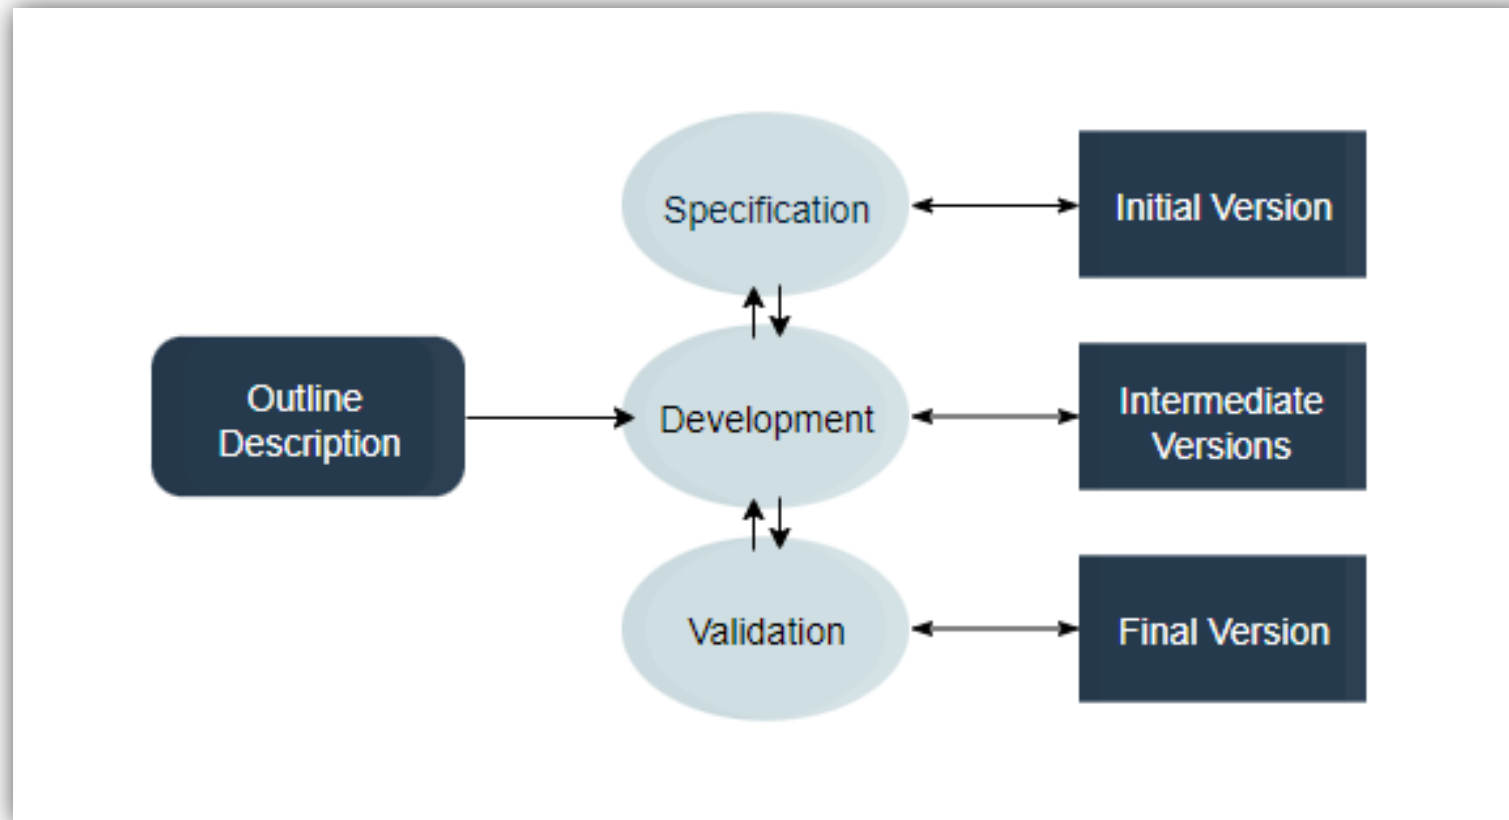 Specification
Initial Version
Outline
Description
Development
Intermediate
Versions
Validation
Final Version